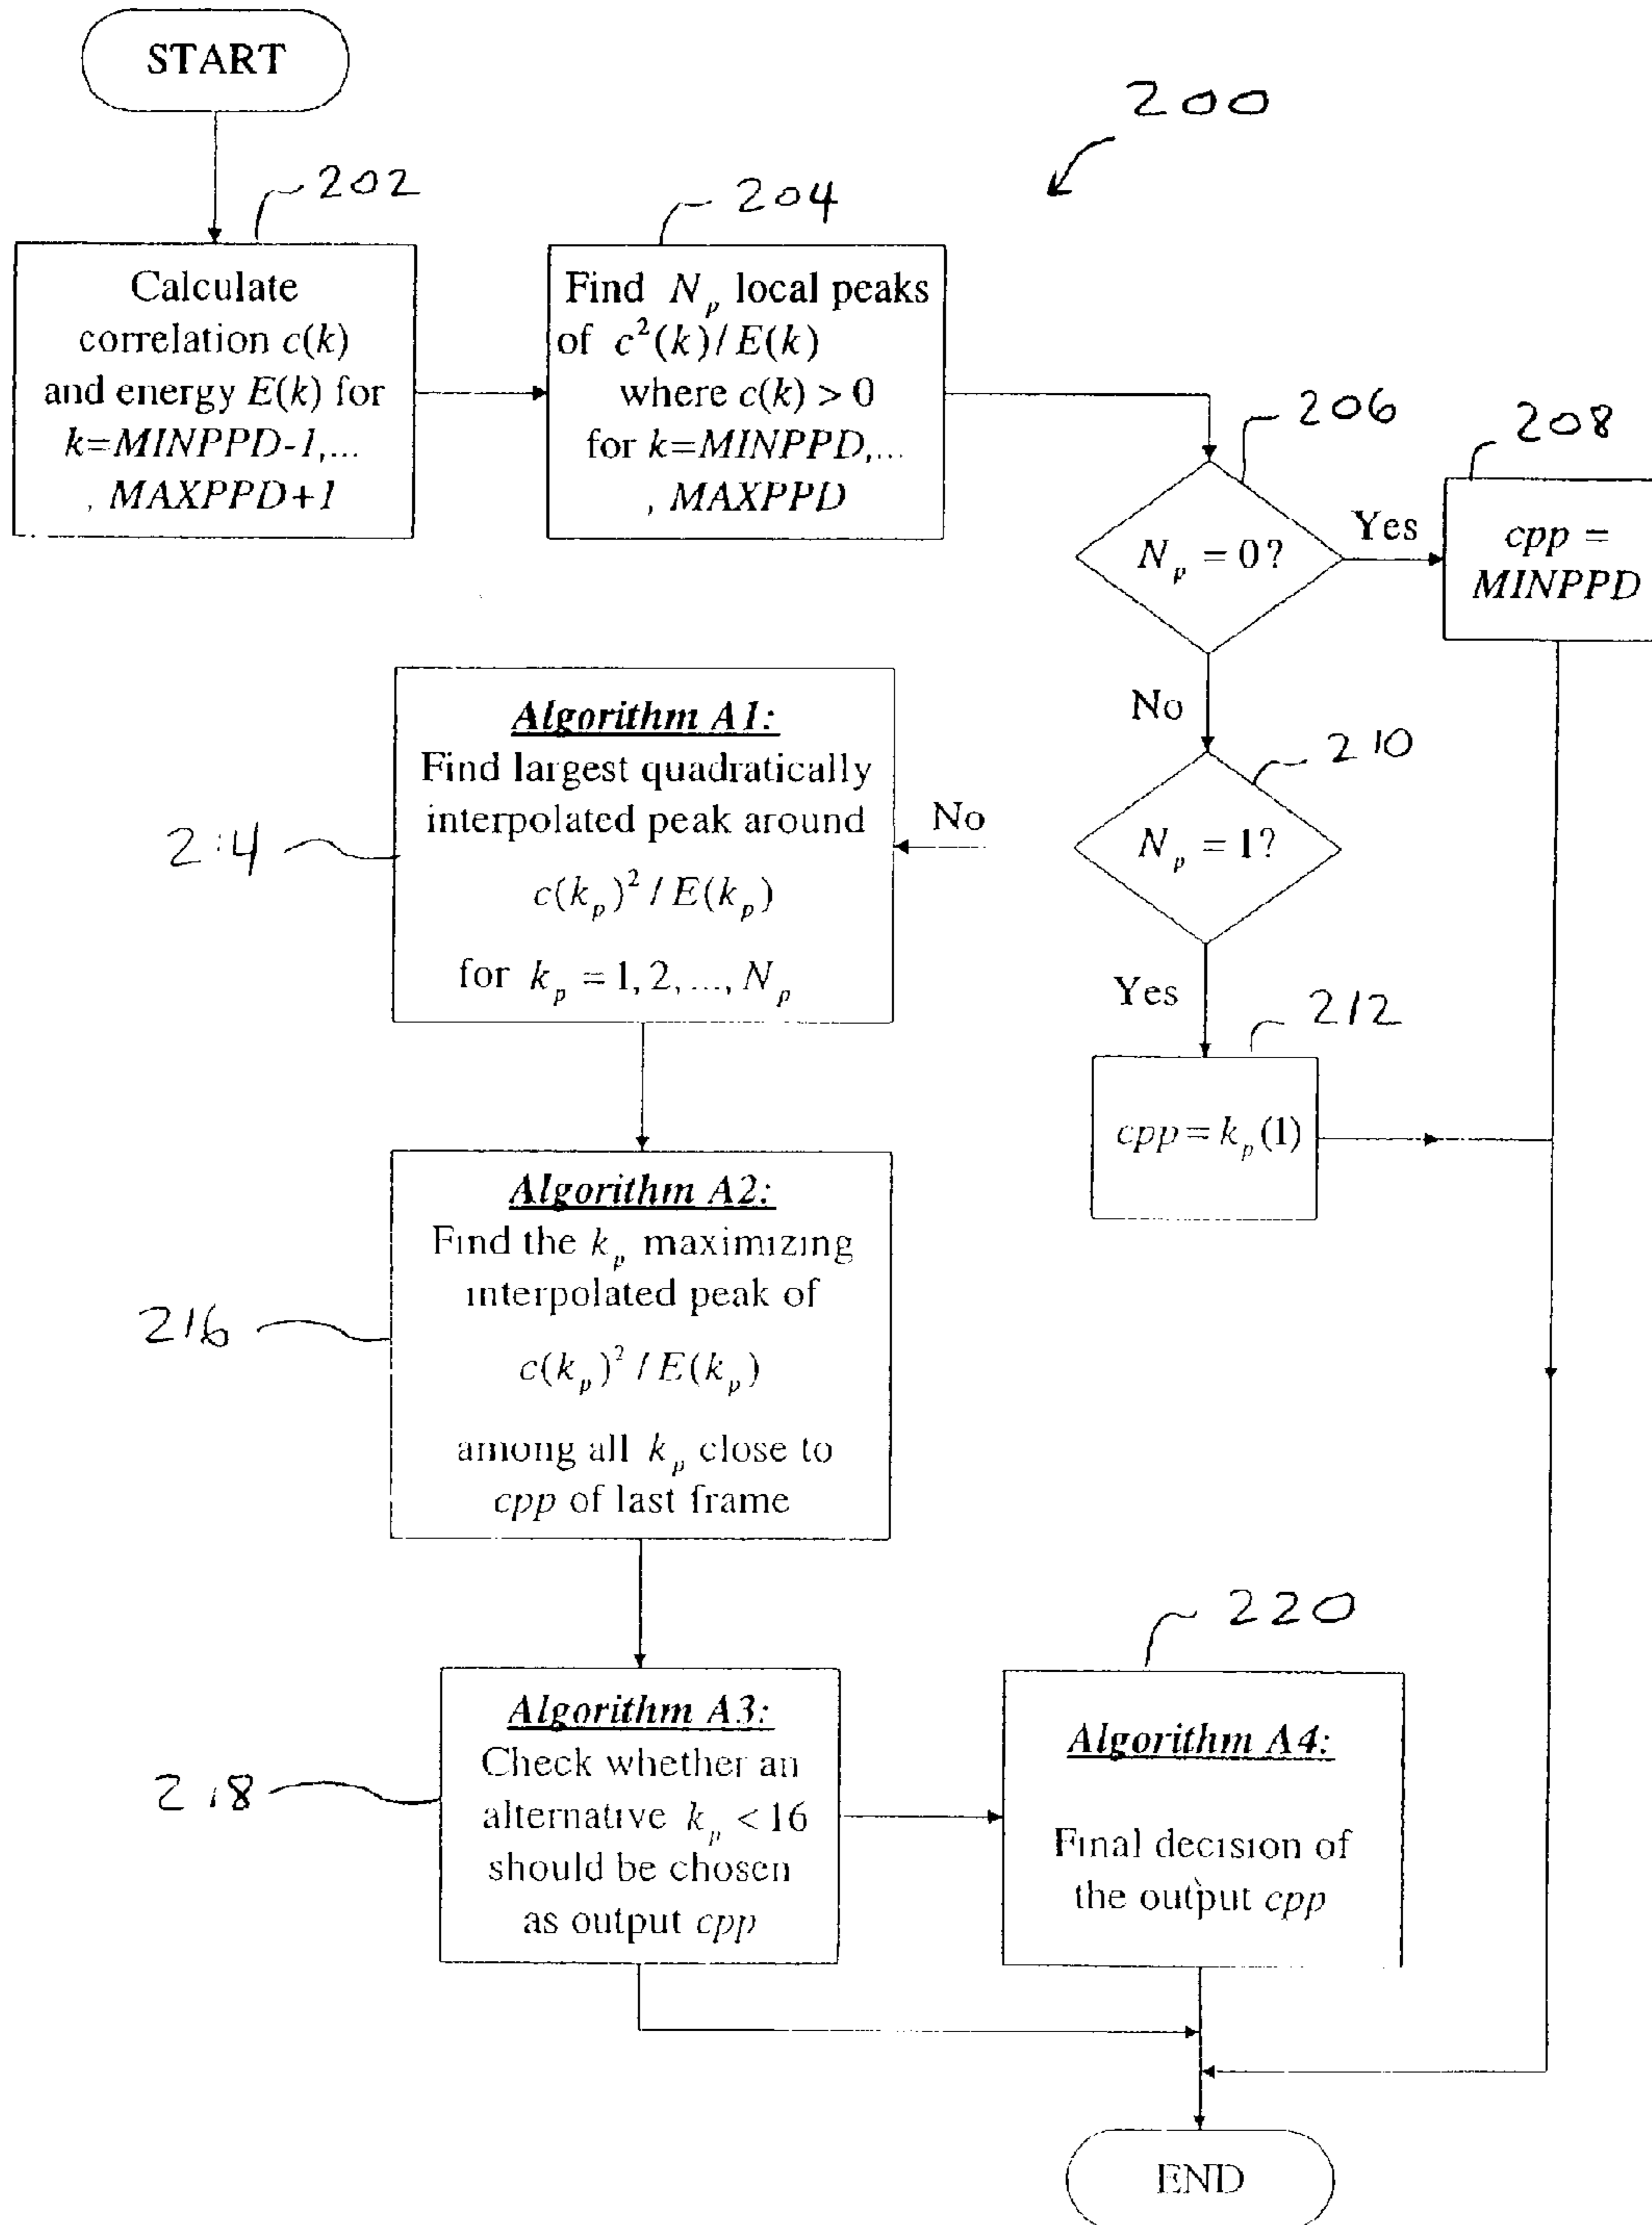 START
200
202
204
Calculate
correlation c(k)
and energy E(k) for
k=MINPPD-1,...
, MAXPPD+1
Find N_p local peaks
of c²(k)/E(k)
where c(k) > 0
for k=MINPPD,...
, MAXPPD
206
208
N_p = 0?
Yes
cpp =
MINPPD
No
210
N_p = 1?
No
Yes
212
cpp = k_p(1)
214
Algorithm A1:
Find largest quadratically
interpolated peak around
c(k_p)² / E(k_p)
for k_p = 1, 2, ..., N_p
216
Algorithm A2:
Find the k_p maximizing
interpolated peak of
c(k_p)² / E(k_p)
among all k_p close to
cpp of last frame
218
Algorithm A3:
Check whether an
alternative k_p < 16
should be chosen
as output cpp
220
Algorithm A4:
Final decision of
the output cpp
END